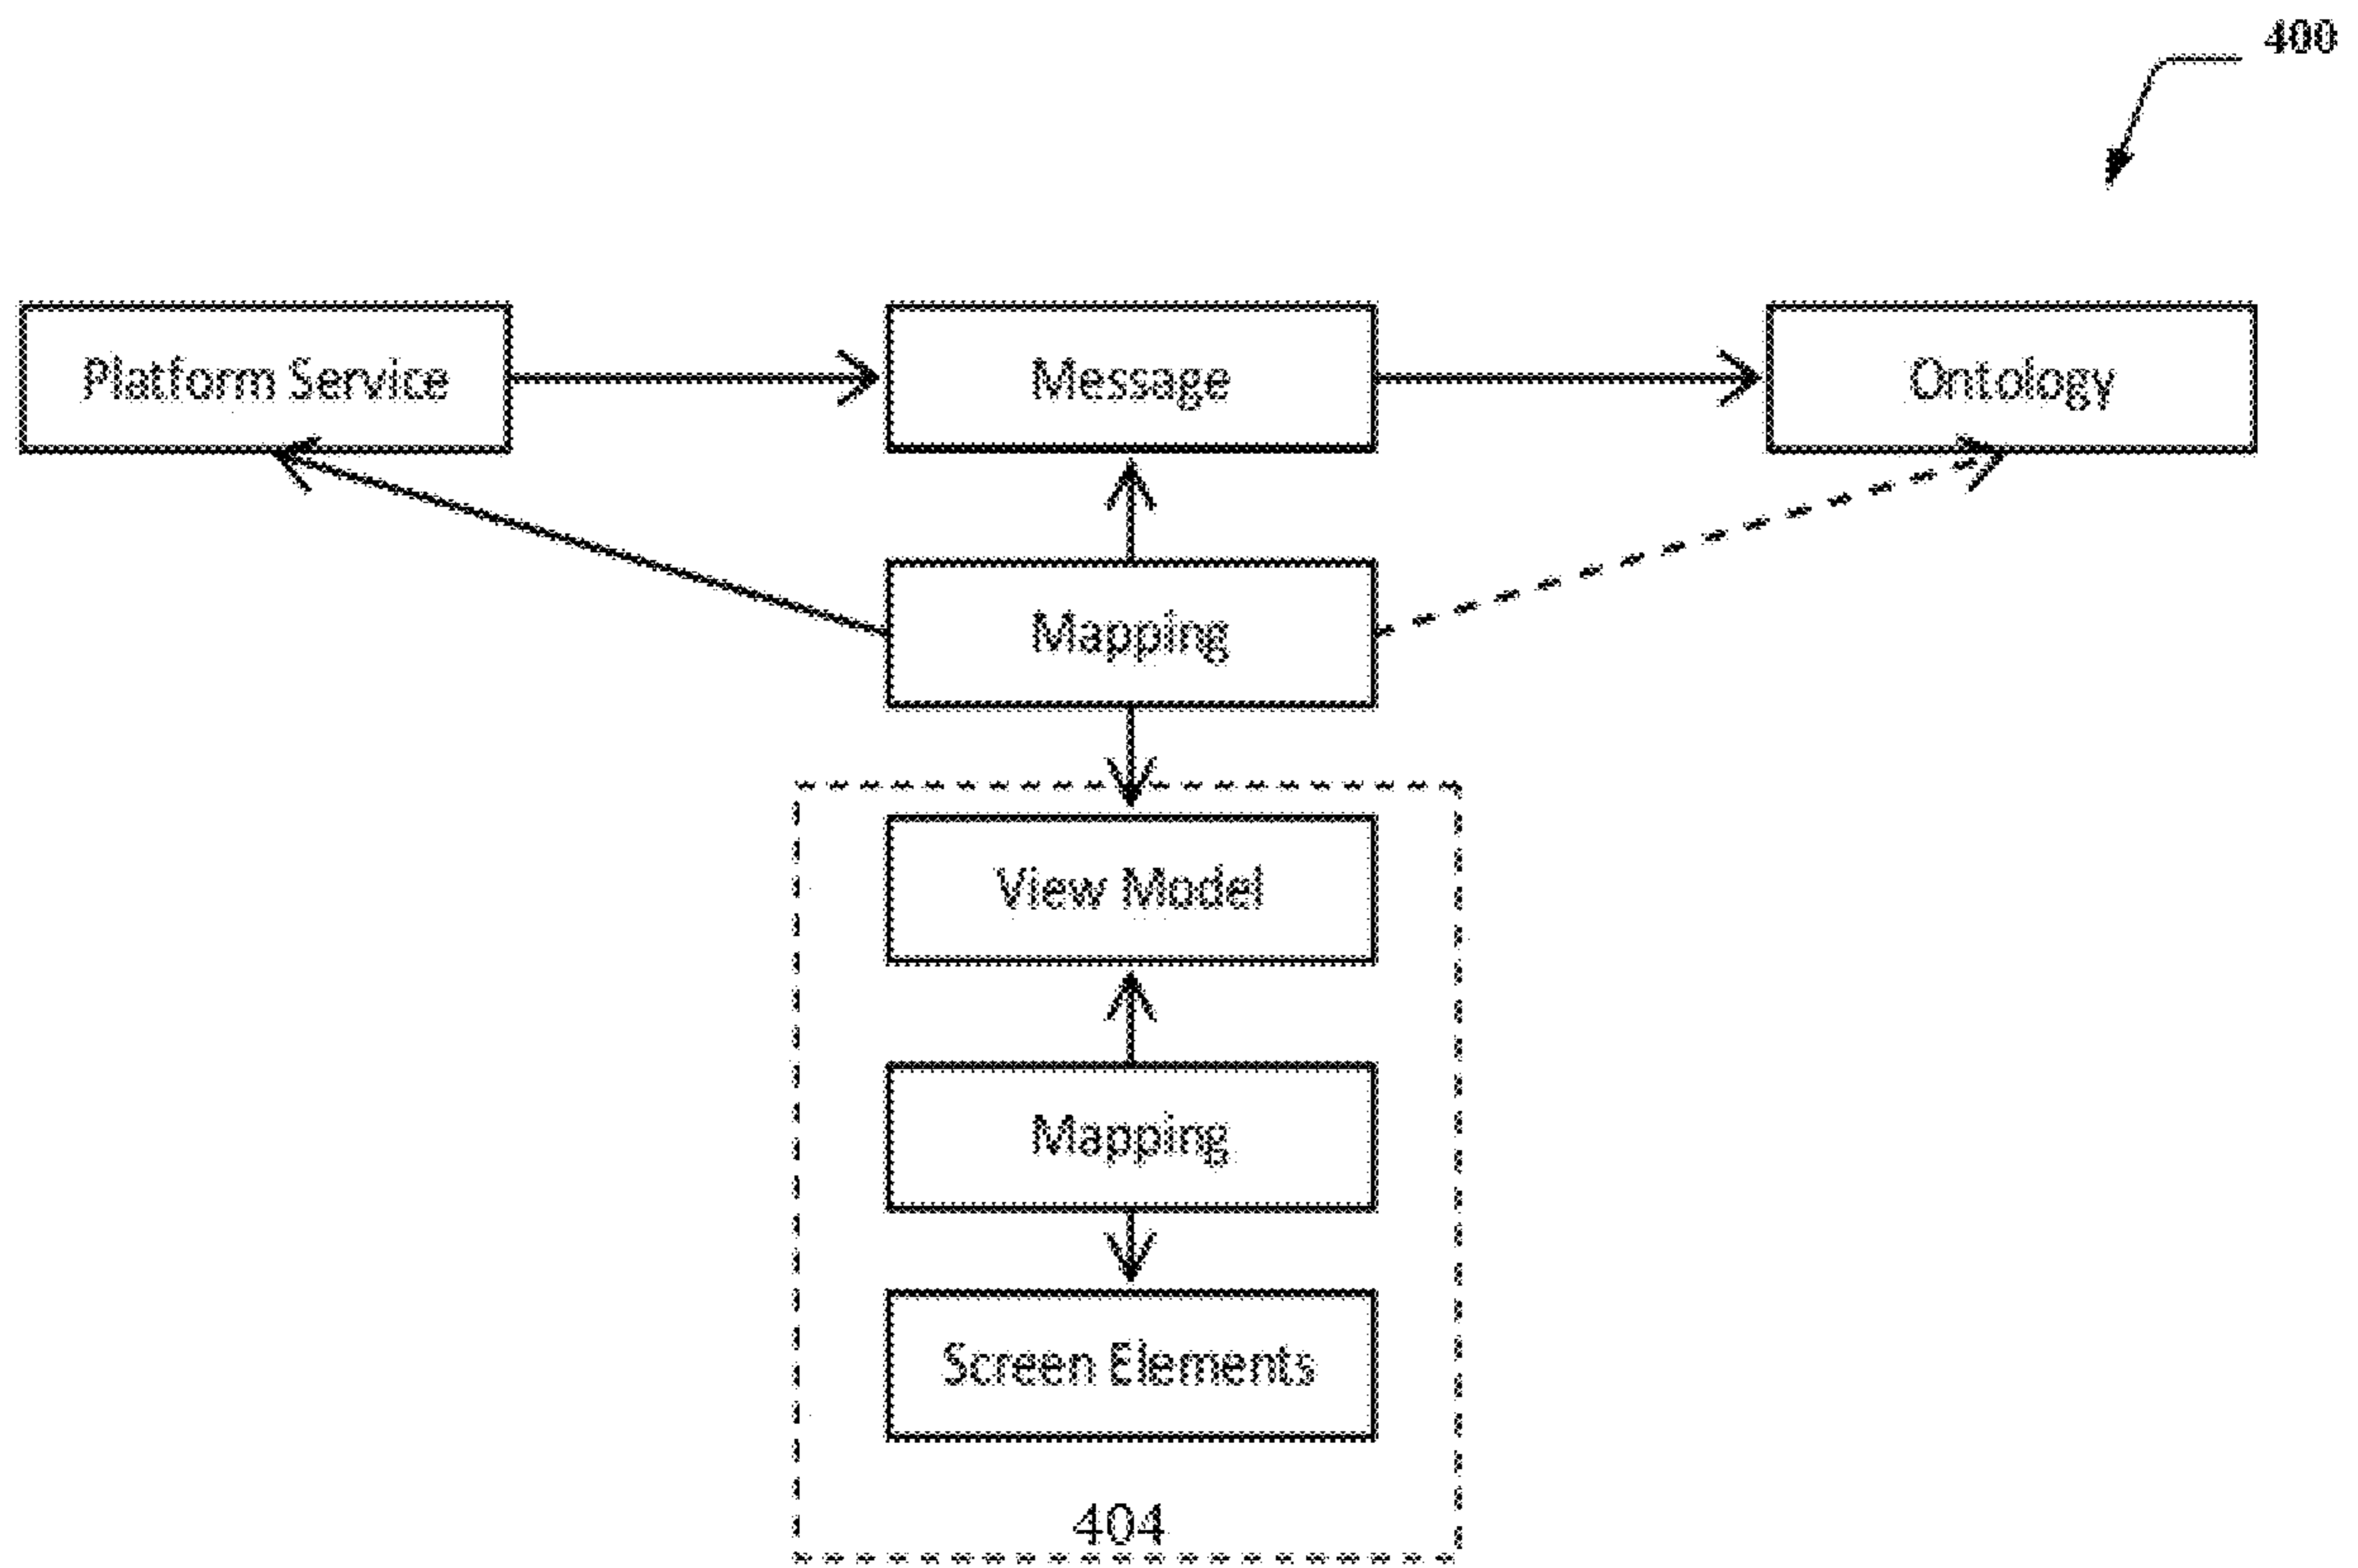 400
Platform Service
Message
Ontology
Mapping
View Model
Mapping
Screen Elements
404